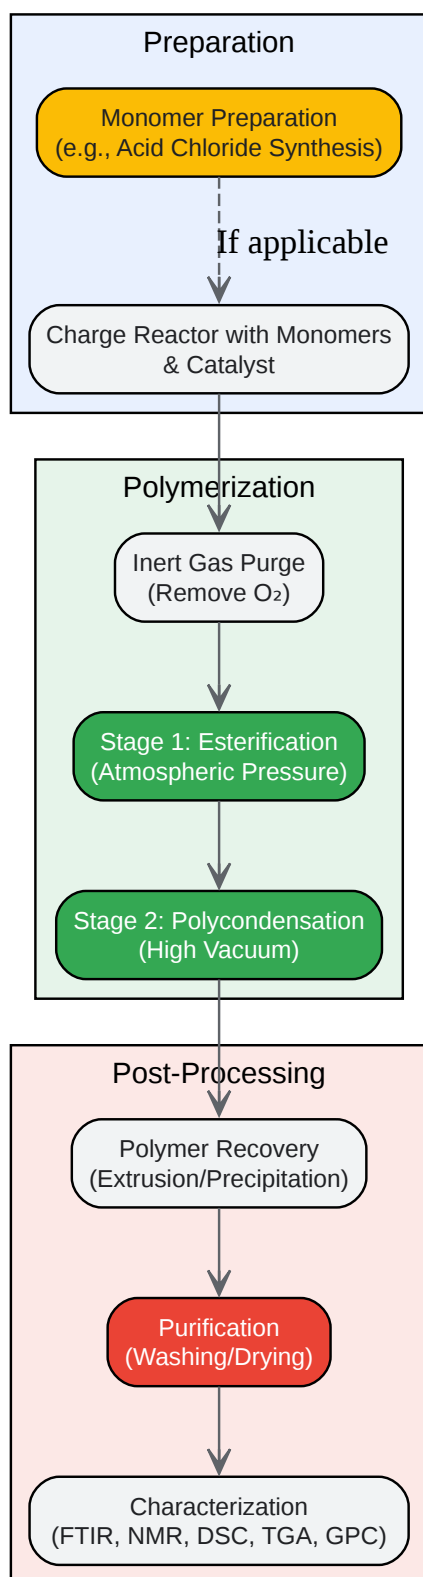 Preparation
Monomer Preparation
(e.g., Acid Chloride Synthesis)
If applicable
Charge Reactor with Monomers
& Catalyst
Polymerization
Inert Gas Purge
(Remove O₂)
Stage 1: Esterification
(Atmospheric Pressure)
Stage 2: Polycondensation
(High Vacuum)
Post-Processing
Polymer Recovery
(Extrusion/Precipitation)
Purification
(Washing/Drying)
Characterization
(FTIR, NMR, DSC, TGA, GPC)